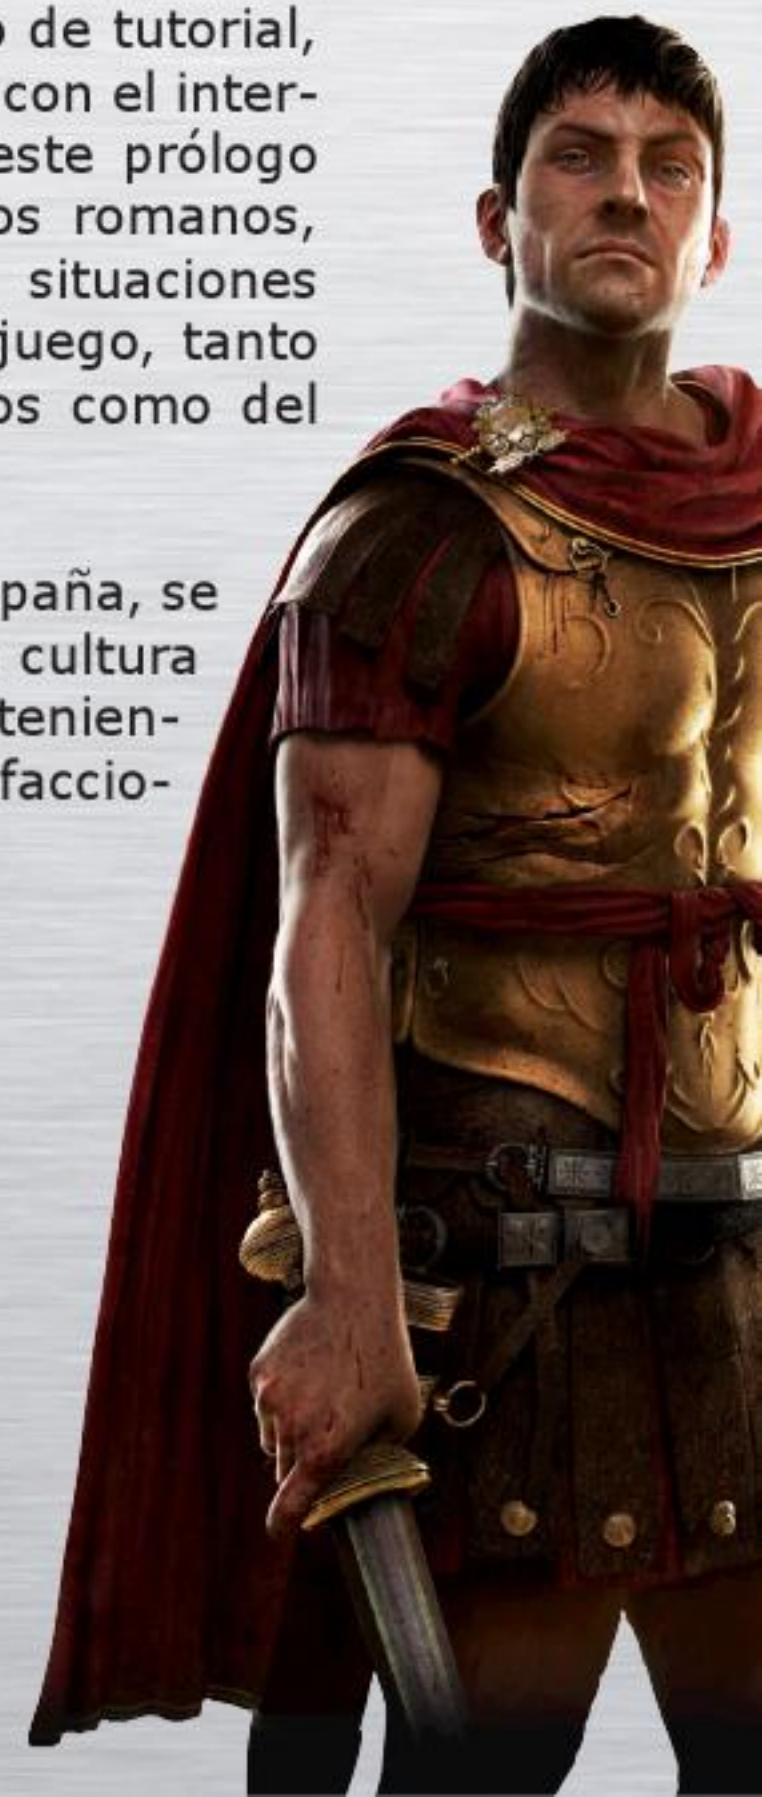 de tutorial,
con el inter-
este prólogo
os romanos,
situaciones
juego, tanto
os como del
paña, se
cultura
tenien-
faccio-